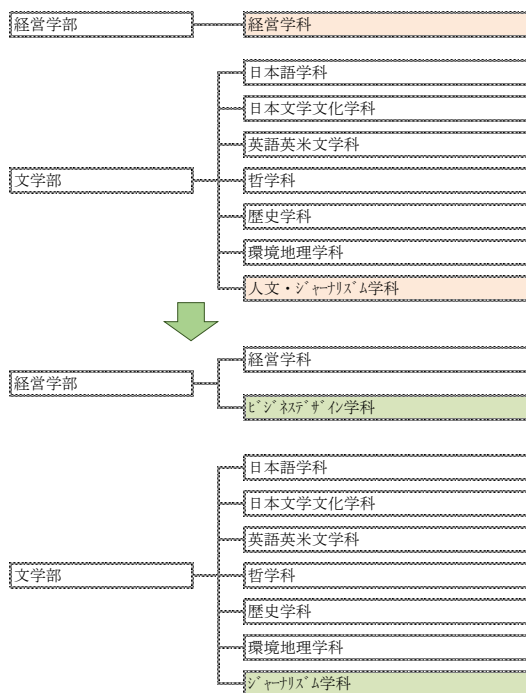 経営学部
経営学科
日本語学科
日本文学文化学科
英語英米文学科
文学部
哲学科
歴史学科
環境地理学科
人文・ｼﾞｬｰﾅﾘｽﾞﾑ学科
経営学科
経営学部
ﾋﾞｼﾞﾈｽﾃﾞｻﾞｲﾝ学科
日本語学科
日本文学文化学科
英語英米文学科
文学部
哲学科
歴史学科
環境地理学科
ｼﾞｬｰﾅﾘｽﾞﾑ学科